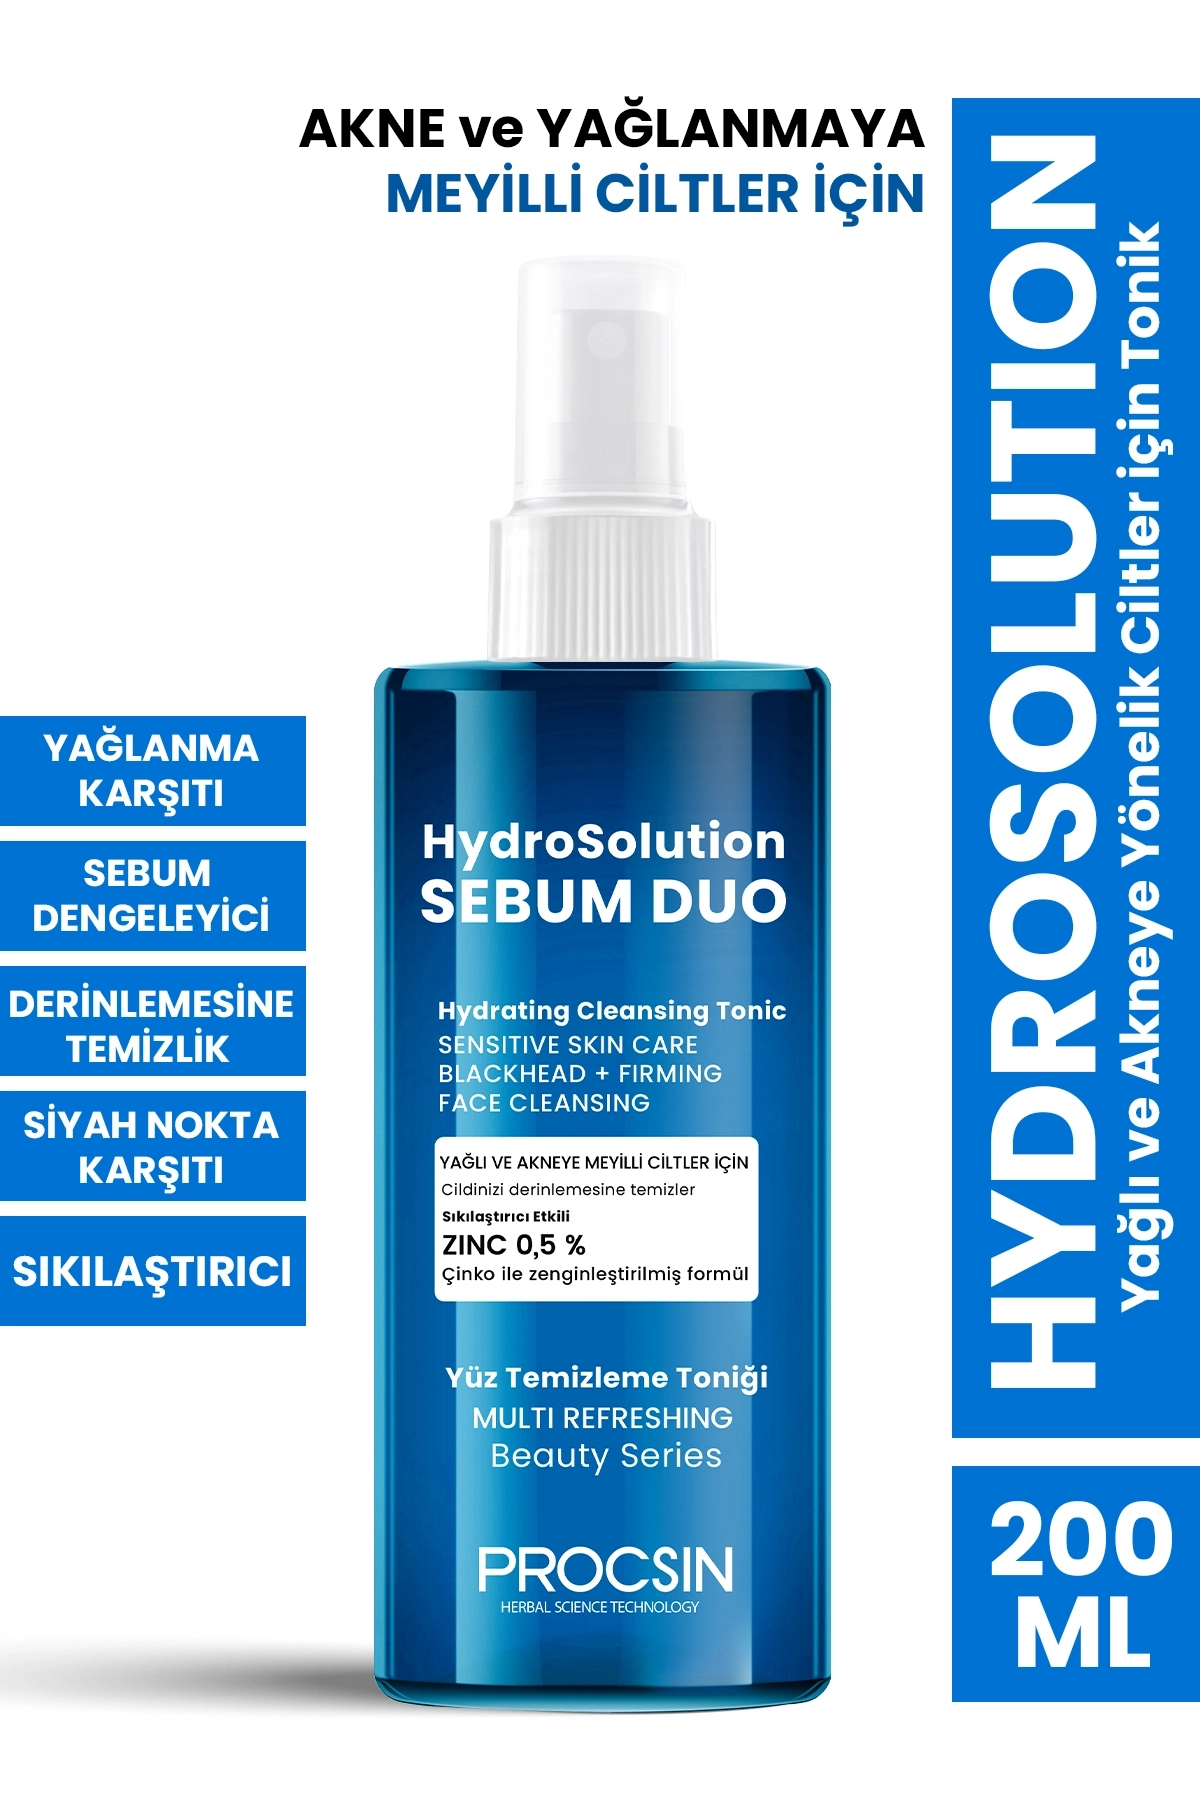 AKNE ve YAĞLANMAYA
MEYİLLİ CİLTLER İÇİN
YAĞLANMA
KARŞITI
SEBUM
DENGELEYİCİ
DERİNLEMESİNE
TEMİZLİK
SİYAH NOKTA
KARŞITI
SIKILAŞTIRICI
HydroSolution
SEBUM DUO
Hydrating Cleansing Tonic
SENSITIVE SKIN CARE
BLACKHEAD + FIRMING
FACE CLEANSING
YAĞLI VE AKNEYE MEYİLLİ CİLTLER İÇİN
Cildinizi derinlemesine temizler
Sıkılaştırıcı Etkili
ZINC 0,5 %
Çinko ile zenginleştirilmiş formül
Yüz Temizleme Toniği
MULTI REFRESHING
Beauty Series
PROCSIN
HERBAL SCIENCE TECHNOLOGY
HYDROSOLUTION
Yağlı ve Akneye Yönelik Ciltler için Tonik
200
ML